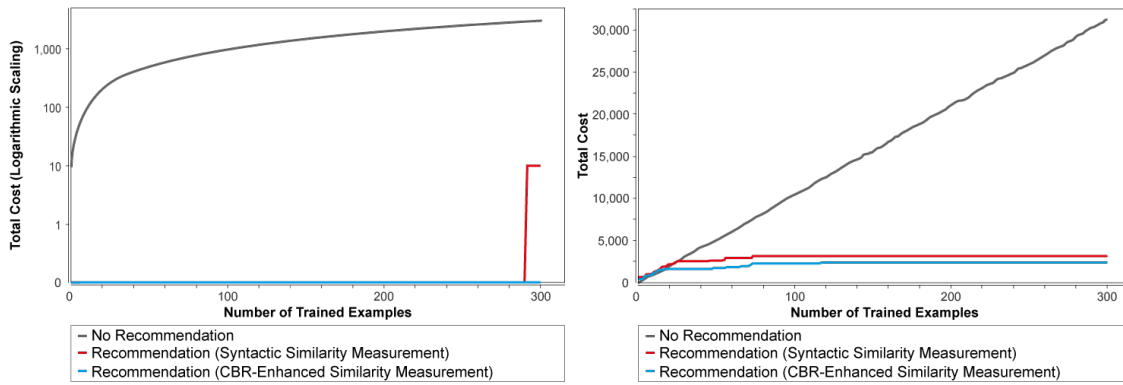 Total Cost (Logarithmic Scaling)
1,000
100
10
1
0
0
100
200
300
Number of Trained Examples
No Recommendation
Recommendation (Syntactic Similarity Measurement)
Recommendation (CBR-Enhanced Similarity Measurement)
Total Cost
30,000
25,000
20,000
15,000
10,000
5,000
0
0
100
200
300
Number of Trained Examples
No Recommendation
Recommendation (Syntactic Similarity Measurement)
Recommendation (CBR-Enhanced Similarity Measurement)